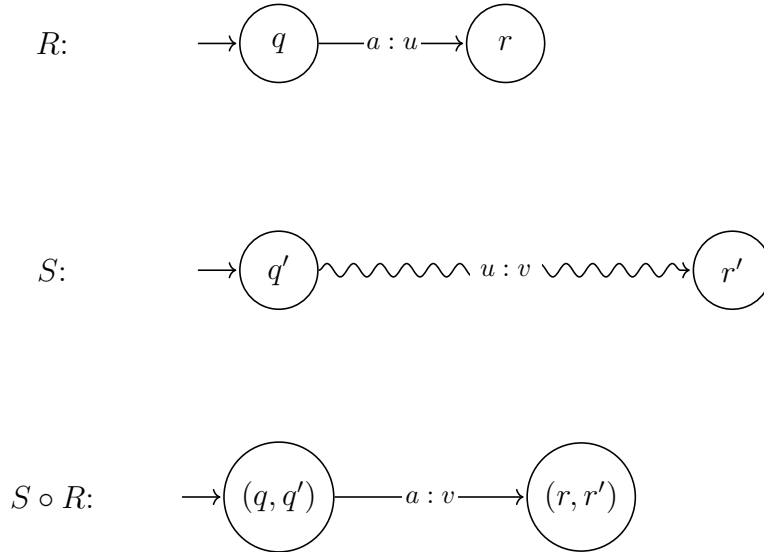 R: q a : u r
S: q′ u : v r′
S ∘ R: (q, q′) a : v (r, r′)